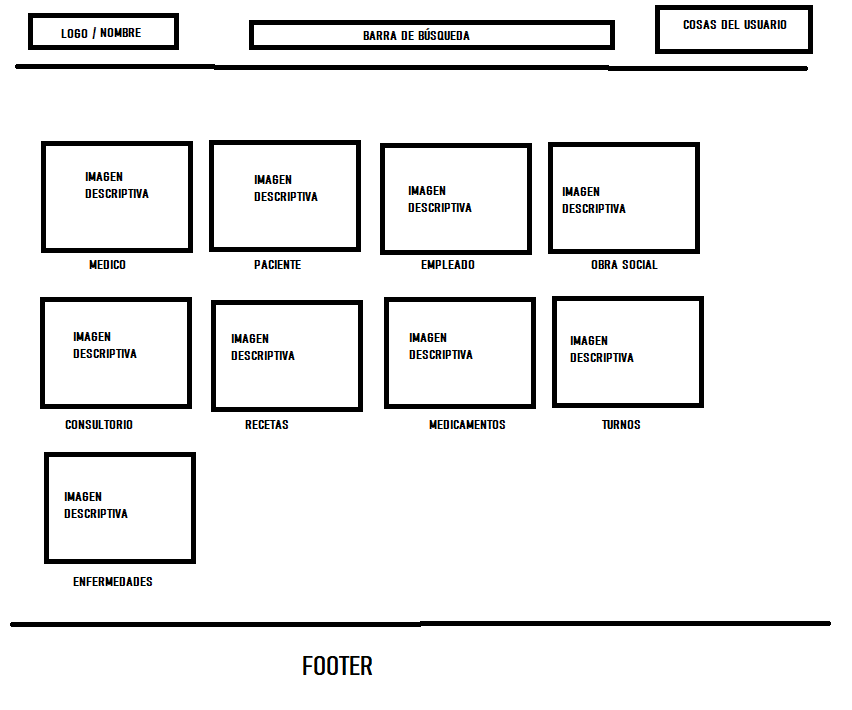 LOGO / NOMBRE
BARRA DE BÚSQUEDA
COSAS DEL USUARIO
IMAGEN
DESCRIPTIVA
MEDICO
IMAGEN
DESCRIPTIVA
PACIENTE
IMAGEN
DESCRIPTIVA
EMPLEADO
IMAGEN
DESCRIPTIVA
OBRA SOCIAL
IMAGEN
DESCRIPTIVA
CONSULTORIO
IMAGEN
DESCRIPTIVA
RECETAS
IMAGEN
DESCRIPTIVA
MEDICAMENTOS
IMAGEN
DESCRIPTIVA
TURNOS
IMAGEN
DESCRIPTIVA
ENFERMEDADES
FOOTER